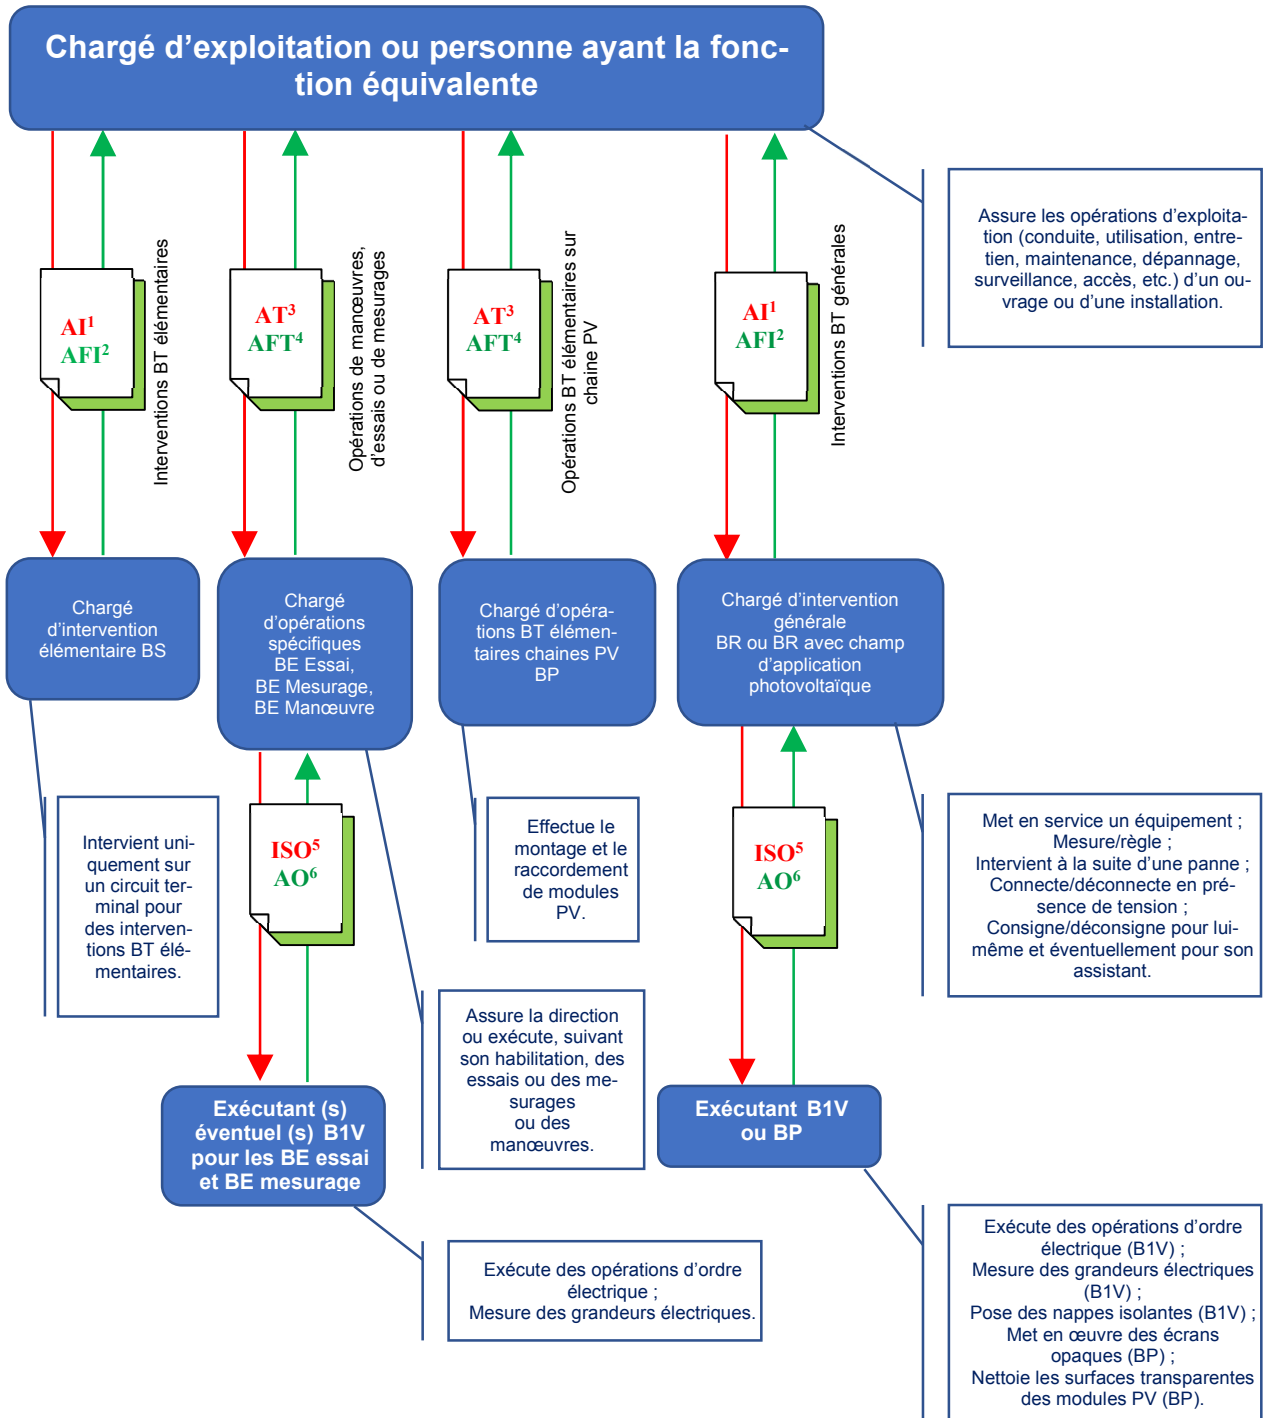 Chargé d’exploitation ou personne ayant la fonc-
tion équivalente
Assure les opérations d’exploita-
tion (conduite, utilisation, entre-
tien, maintenance, dépannage,
surveillance, accès, etc.) d’un ou-
vrage ou d’une installation.
AI¹
AFI²
Interventions BT élémentaires
AT³
AFT⁴
Opérations de manœuvres,
d’essais ou de mesurages
AT³
AFT⁴
Opérations BT élémentaires sur
chaine PV
AI¹
AFI²
Interventions BT générales
Chargé
d’intervention
élémentaire BS
Chargé
d’opérations
spécifiques
BE Essai,
BE Mesurage,
BE Manœuvre
Chargé d’opéra-
tions BT élémen-
taires chaines PV
BP
Chargé d’intervention
générale
BR ou BR avec champ
d’application
photovoltaïque
Intervient uni-
quement sur
un circuit ter-
minal pour
des interven-
tions BT élé-
mentaires.
ISO⁵
AO⁶
Effectue le
montage et le
raccordement
de modules
PV.
ISO⁵
AO⁶
Met en service un équipement ;
Mesure/règle ;
Intervient à la suite d’une panne ;
Connecte/déconnecte en pré-
sence de tension ;
Consigne/déconsigne pour lui-
même et éventuellement pour son
assistant.
Assure la direction
ou exécute, suivant
son habilitation, des
essais ou des me-
surages
ou des
manœuvres.
Exécutant (s)
éventuel (s) B1V
pour les BE essai
et BE mesurage
Exécutant B1V
ou BP
Exécute des opérations d’ordre
électrique ;
Mesure des grandeurs électriques.
Exécute des opérations d’ordre
électrique (B1V) ;
Mesure des grandeurs électriques
(B1V) ;
Pose des nappes isolantes (B1V) ;
Met en œuvre des écrans
opaques (BP) ;
Nettoie les surfaces transparentes
des modules PV (BP).